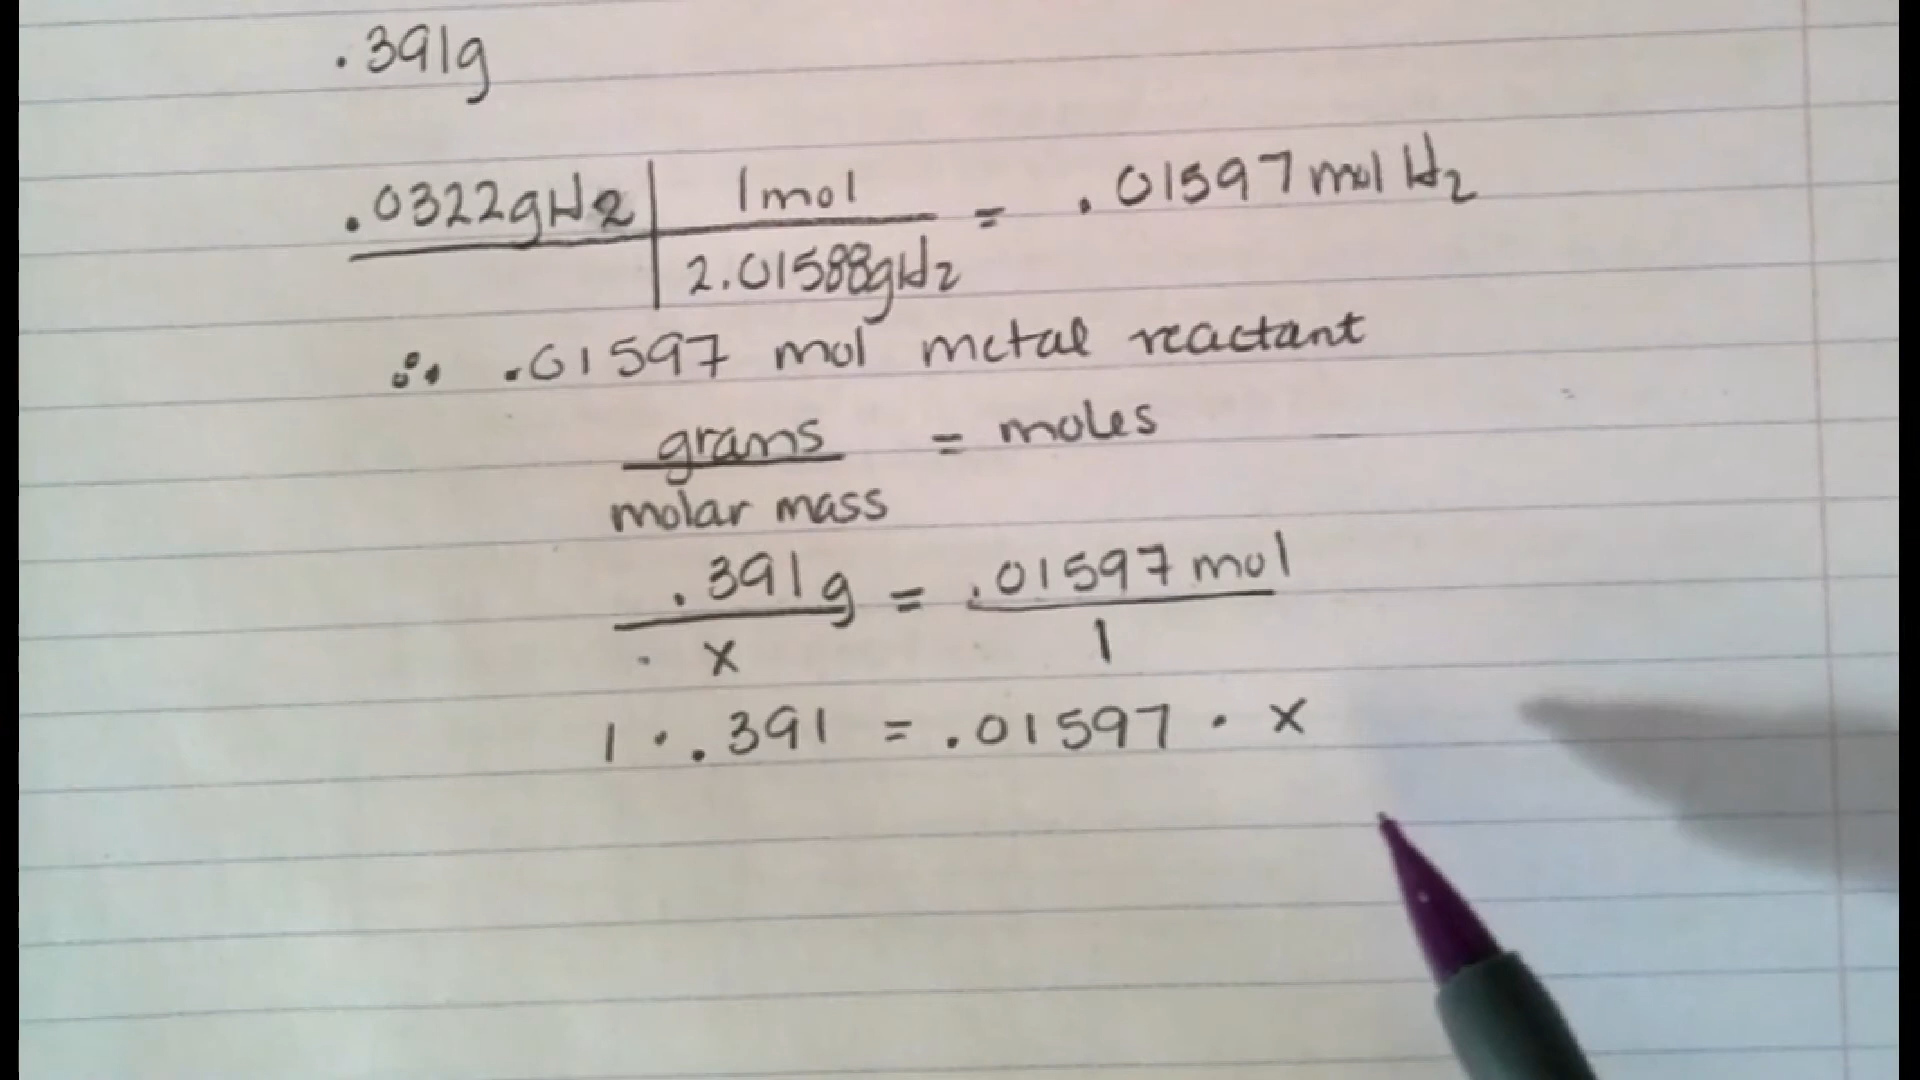 .391g
.0322gH2 | 1mol = .01597 mol H2
2.01588gH2
∴ .01597 mol metal reactant
grams = moles
molar mass
.391g = .01597 mol
x 1
1 · .391 = .01597 · x